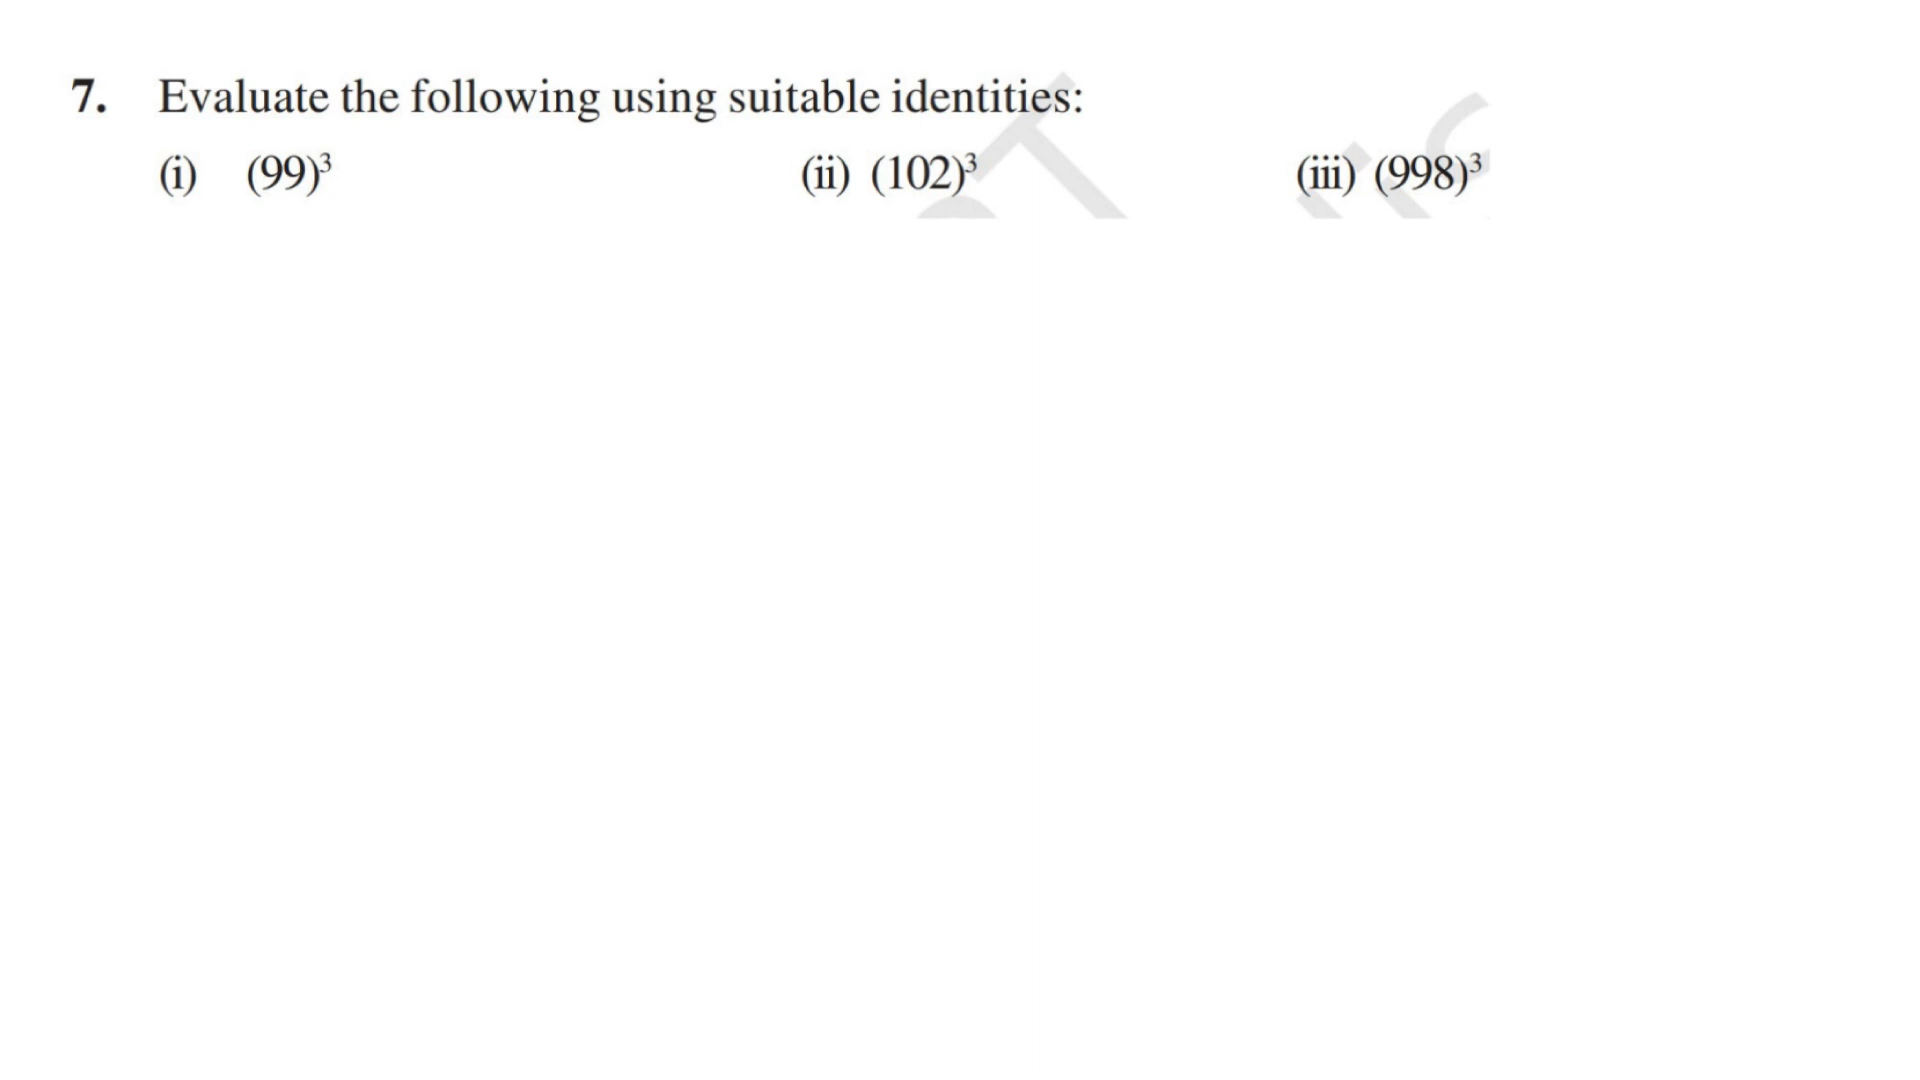 7. Evaluate the following using suitable identities:
(i) (99)³ (ii) (102)³ (iii) (998)³